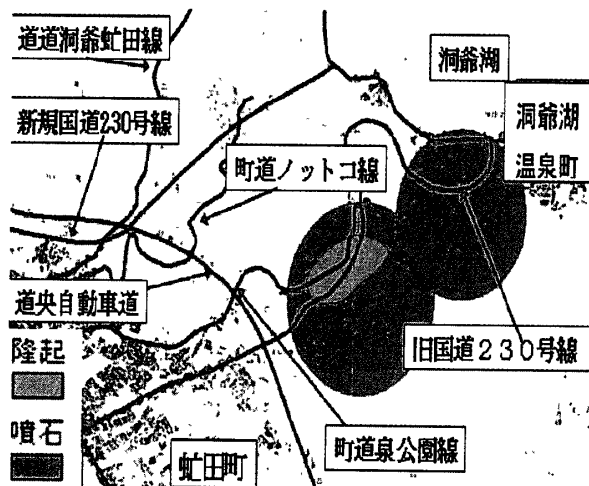 道道洞爺虻田線
洞爺湖
新規国道230号線
洞爺湖
温泉町
町道ノットコ線
道央自動車道
旧国道230号線
隆起
噴石
町道泉公園線
虻田町